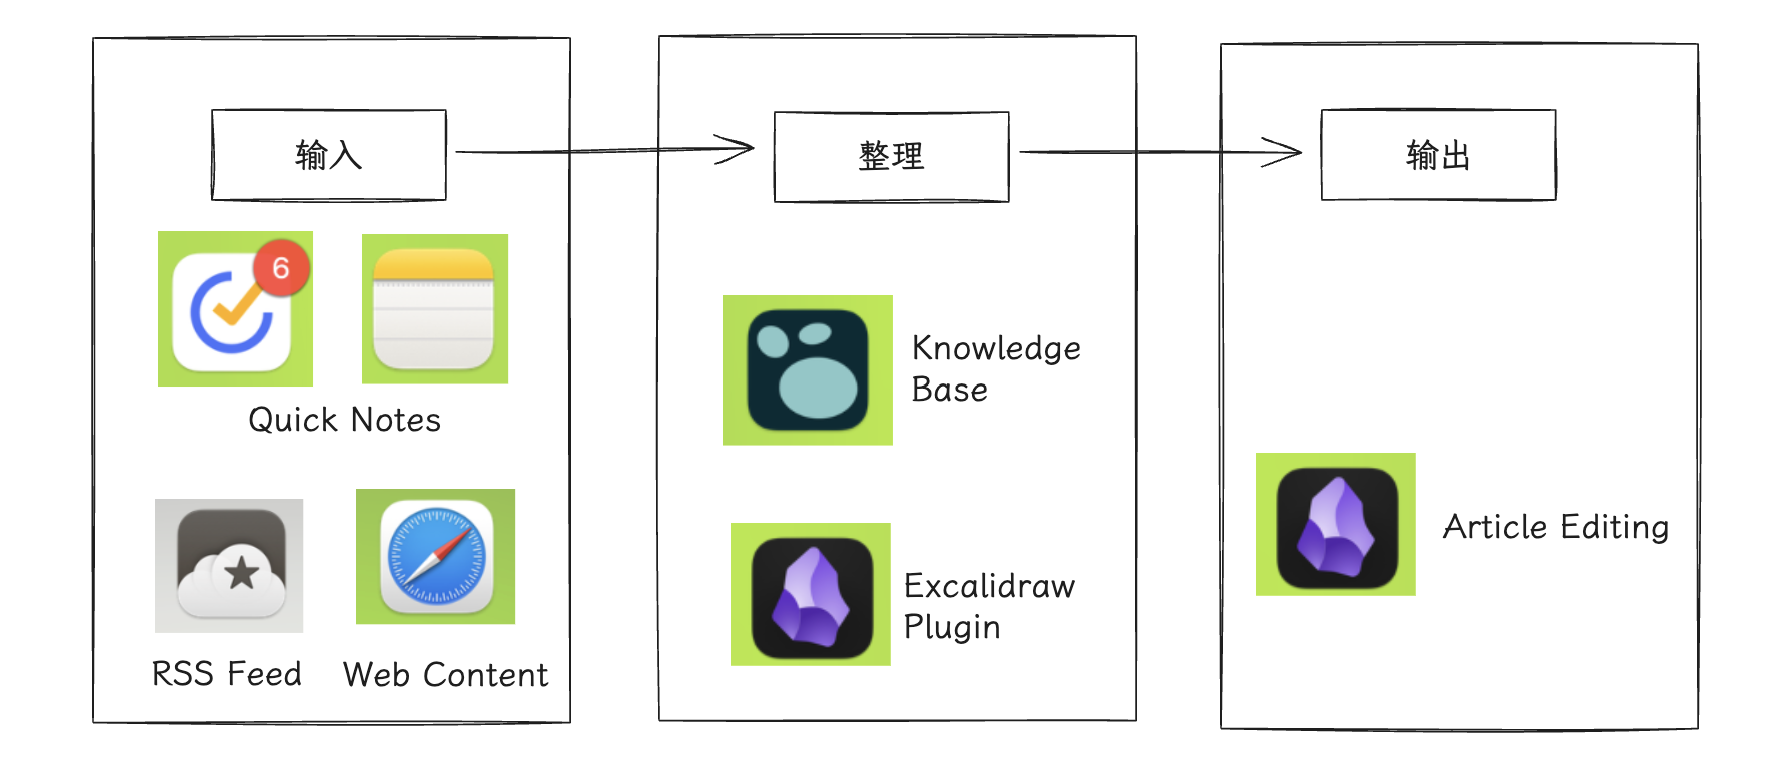 输入
整理
输出
6
Quick Notes
RSS Feed
Web Content
Knowledge
Base
Excalidraw
Plugin
Article Editing